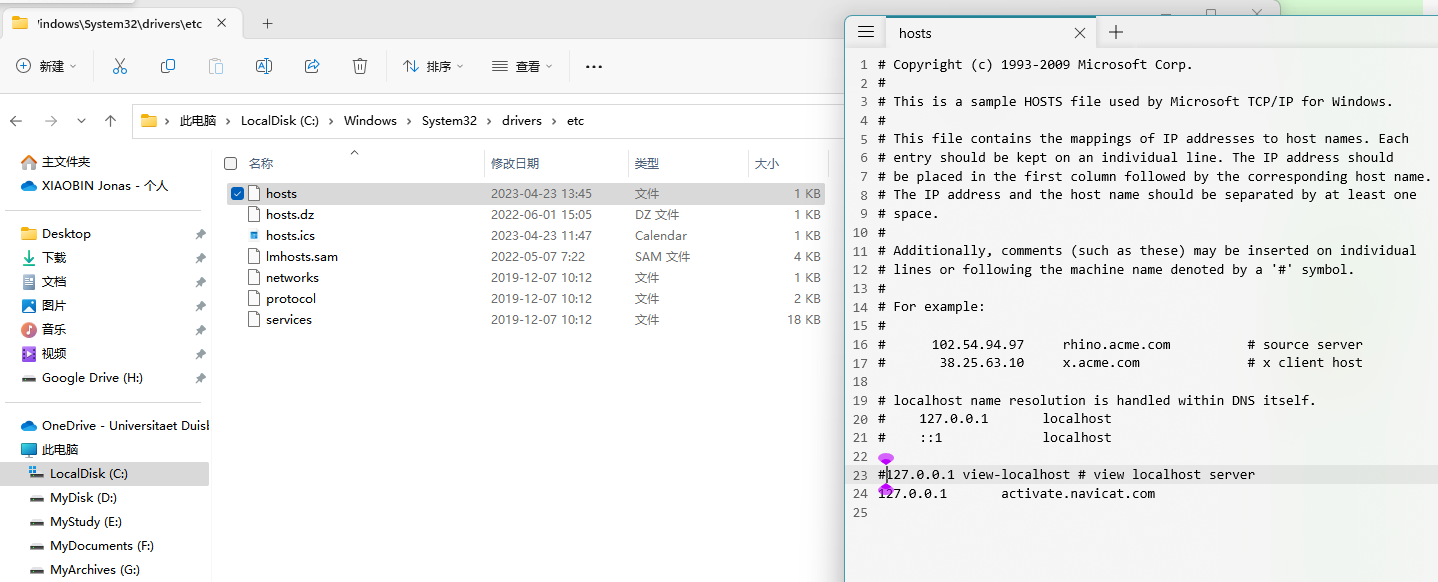 'indows\System32\drivers\etc
新建
排序
查看
此电脑 LocalDisk (C:) Windows System32 drivers etc
主文件夹
XIAOBIN Jonas - 个人
Desktop
下载
文档
图片
音乐
视频
Google Drive (H:)
OneDrive - Universitaet Duisb
此电脑
LocalDisk (C:)
MyDisk (D:)
MyStudy (E:)
MyDocuments (F:)
MyArchives (G:)
名称 修改日期 类型 大小
hosts 2023-04-23 13:45 文件 1 KB
hosts.dz 2022-06-01 15:05 DZ 文件 1 KB
hosts.ics 2023-04-23 11:47 Calendar 1 KB
lmhosts.sam 2022-05-07 7:22 SAM 文件 4 KB
networks 2019-12-07 10:12 文件 1 KB
protocol 2019-12-07 10:12 文件 2 KB
services 2019-12-07 10:12 文件 18 KB
hosts
1 # Copyright (c) 1993-2009 Microsoft Corp.
2 #
3 # This is a sample HOSTS file used by Microsoft TCP/IP for Windows.
4 #
5 # This file contains the mappings of IP addresses to host names. Each
6 # entry should be kept on an individual line. The IP address should
7 # be placed in the first column followed by the corresponding host name.
8 # The IP address and the host name should be separated by at least one
9 # space.
10 #
11 # Additionally, comments (such as these) may be inserted on individual
12 # lines or following the machine name denoted by a '#' symbol.
13 #
14 # For example:
15 #
16 # 102.54.94.97 rhino.acme.com # source server
17 # 38.25.63.10 x.acme.com # x client host
18
19 # localhost name resolution is handled within DNS itself.
20 # 127.0.0.1 localhost
21 # ::1 localhost
22
23 #127.0.0.1 view-localhost # view localhost server
24 127.0.0.1 activate.navicat.com
25